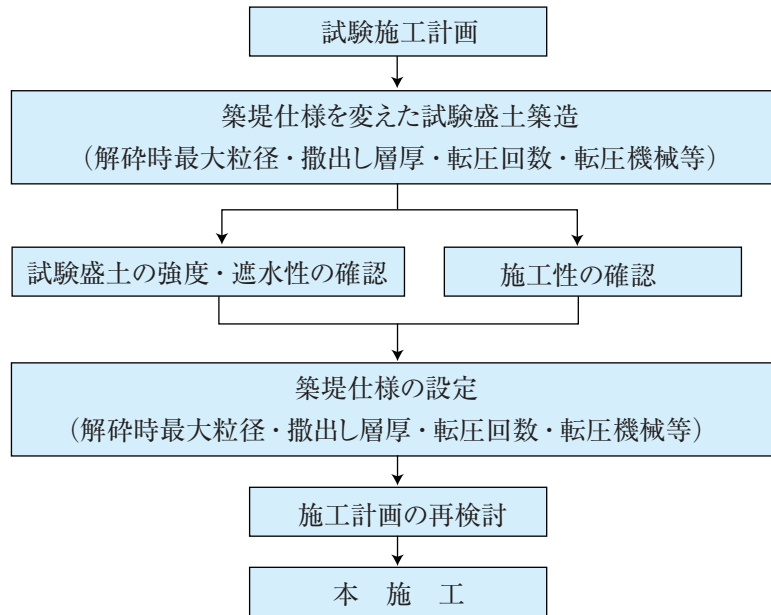 試験施工計画
築堤仕様を変えた試験盛土築造
（解砕時最大粒径・撒出し層厚・転圧回数・転圧機械等）
試験盛土の強度・遮水性の確認
施工性の確認
築堤仕様の設定
（解砕時最大粒径・撒出し層厚・転圧回数・転圧機械等）
施工計画の再検討
本　施　工